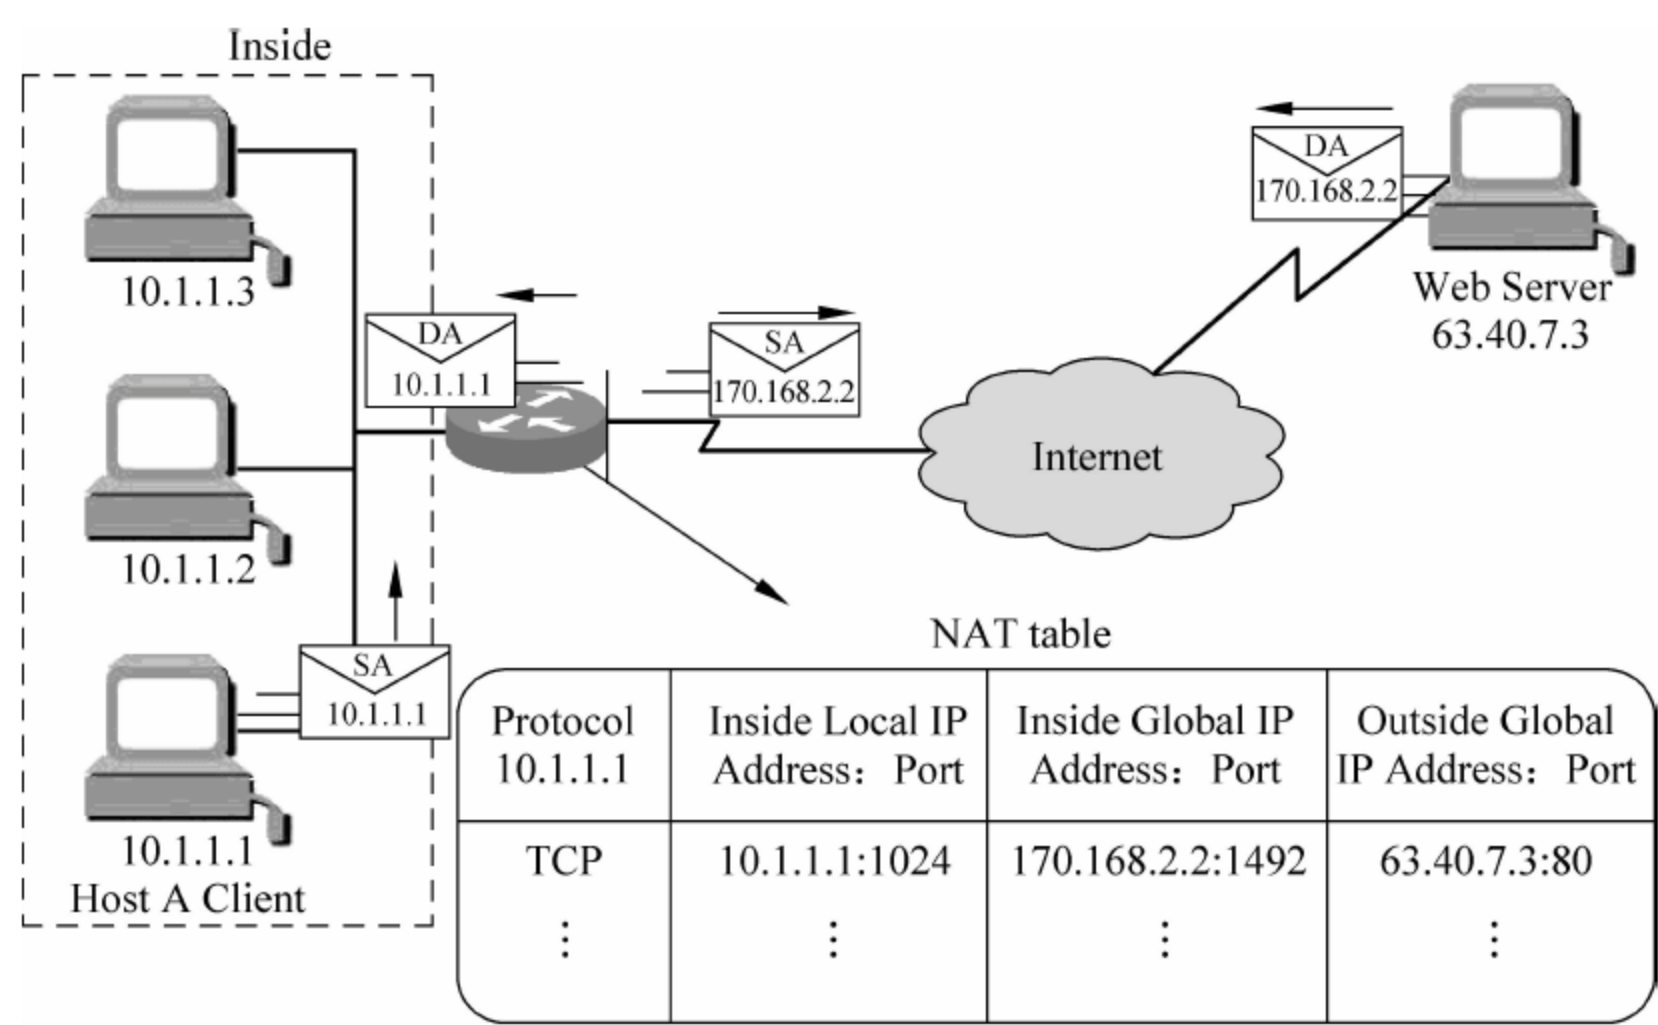 Inside
10.1.1.3
10.1.1.2
10.1.1.1
Host A Client
SA
10.1.1.1
DA
10.1.1.1
SA
170.168.2.2
Internet
DA
170.168.2.2
Web Server
63.40.7.3
NAT table
Protocol
10.1.1.1
Inside Local IP
Address：Port
Inside Global IP
Address：Port
Outside Global
IP Address：Port
TCP
10.1.1.1:1024
170.168.2.2:1492
63.40.7.3:80
⋮ ⋮ ⋮ ⋮